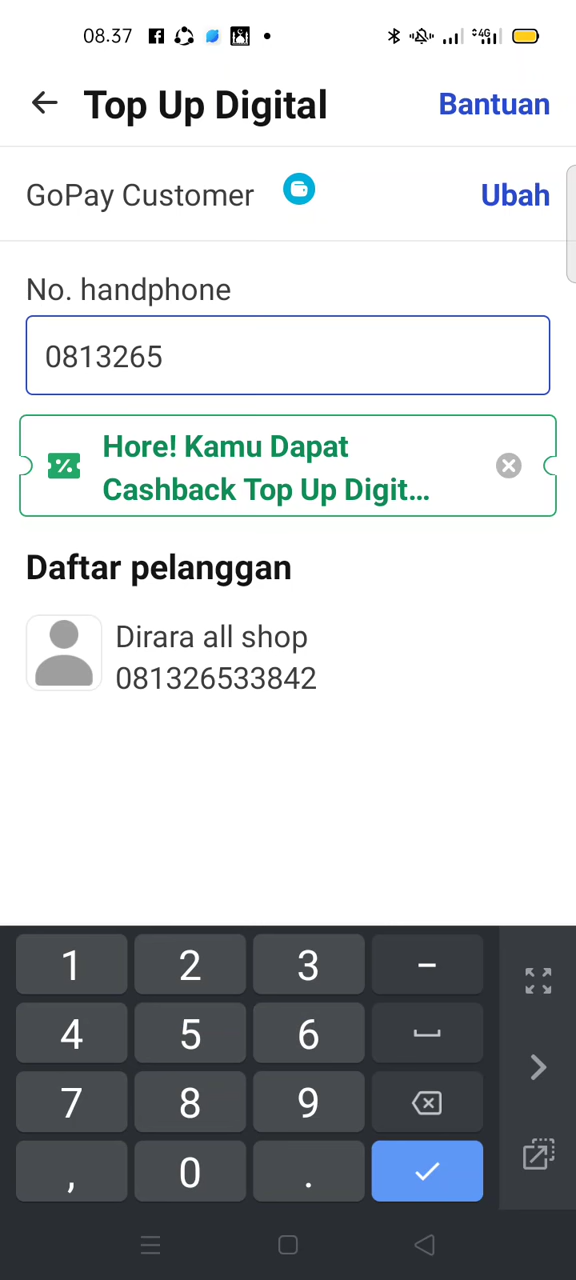 08.37
4G
Top Up Digital
Bantuan
GoPay Customer
Ubah
No. handphone
0813265
Hore! Kamu Dapat
Cashback Top Up Digit...
Daftar pelanggan
Dirara all shop
081326533842
1 2 3 -
4 5 6
7 8 9
, 0 .